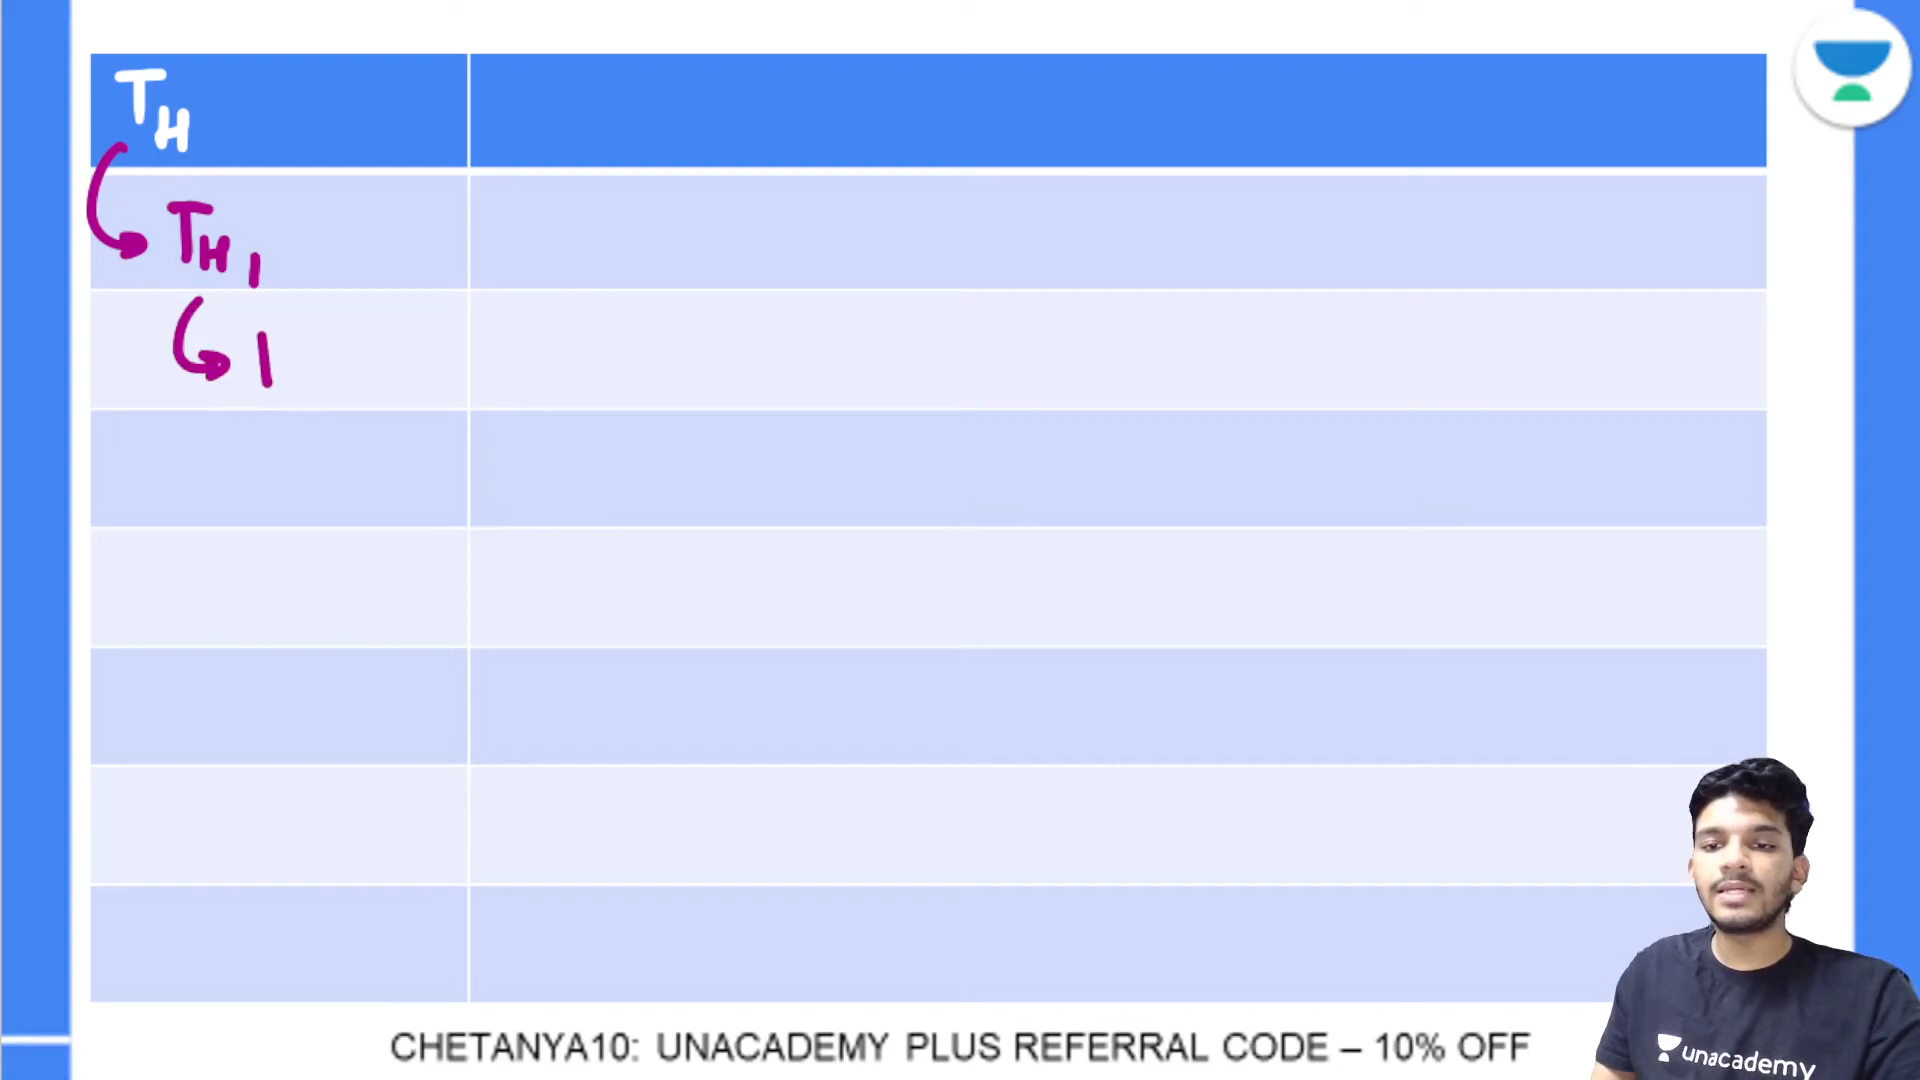 TH
TH1
1
CHETANYA10: UNACADEMY PLUS REFERRAL CODE – 10% OFF
unacademy